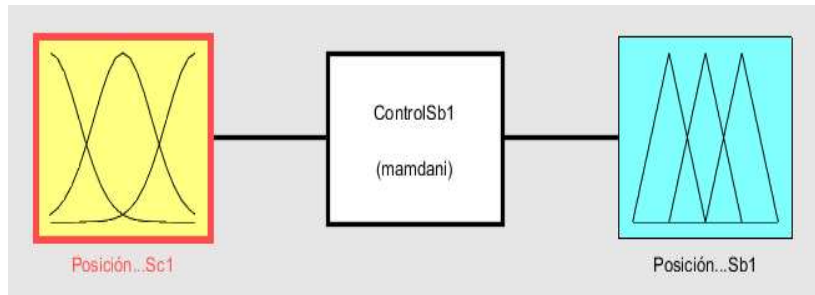 ControlSb1
(mamdani)
Posición...Sc1
Posición...Sb1